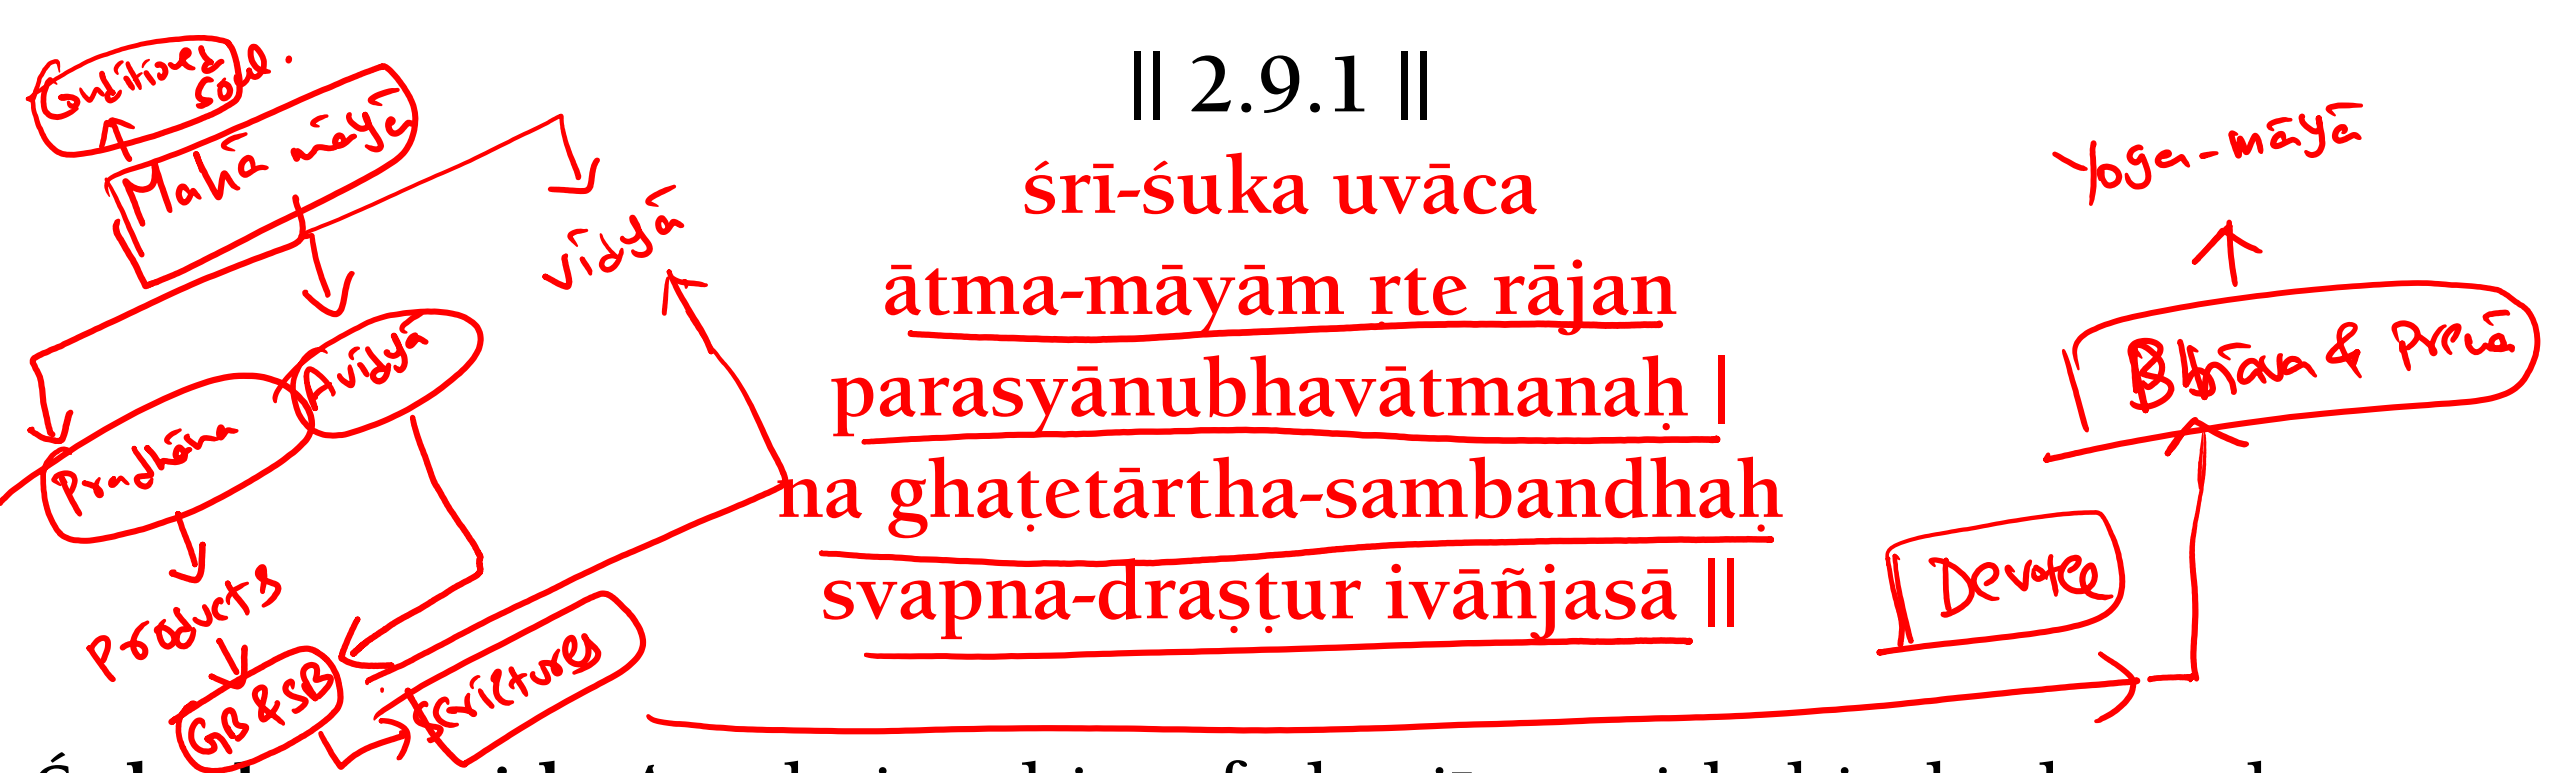 || 2.9.1 ||
śrī-śuka uvāca
ātma-māyām ṛte rājan
parasyānubhavātmanaḥ |
na ghaṭetārtha-sambandhaḥ
svapna-draṣṭur ivāñjasā ||
Conditioned
Soul.
Mahā māyā
vidyā
Avidyā
Pradhāna
Products
GB & SB
Scriptures
Yoga-māyā
Bhāva & Premā
Devotee